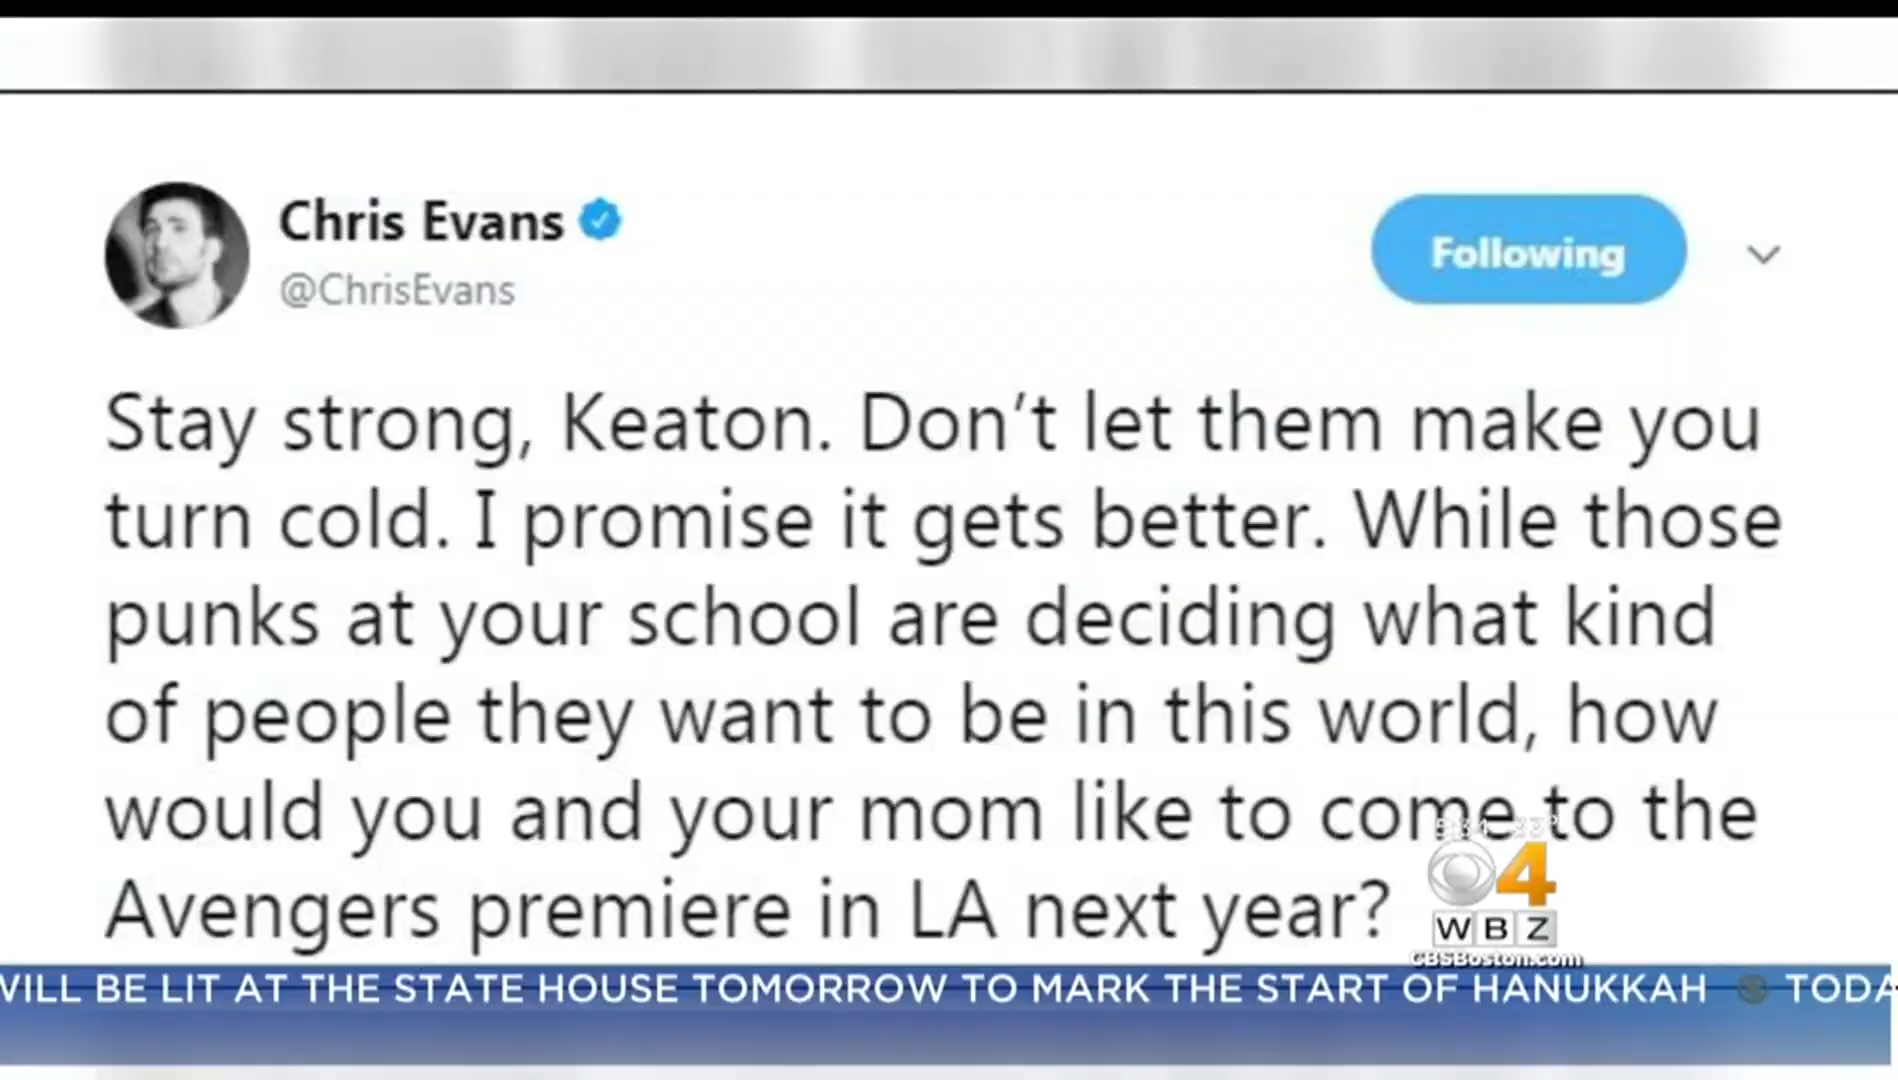 Chris Evans
@ChrisEvans
Following
Stay strong, Keaton. Don’t let them make you
turn cold. I promise it gets better. While those
punks at your school are deciding what kind
of people they want to be in this world, how
would you and your mom like to come to the
Avengers premiere in LA next year?
4
WBZ
CBSBoston.com
WILL BE LIT AT THE STATE HOUSE TOMORROW TO MARK THE START OF HANUKKAH TODA